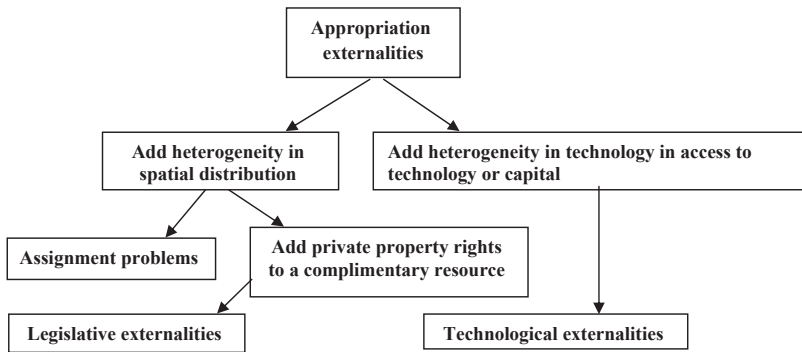 Appropriation
externalities
Add heterogeneity in
spatial distribution
Add heterogeneity in technology in access to
technology or capital
Assignment problems
Add private property rights
to a complimentary resource
Legislative externalities
Technological externalities